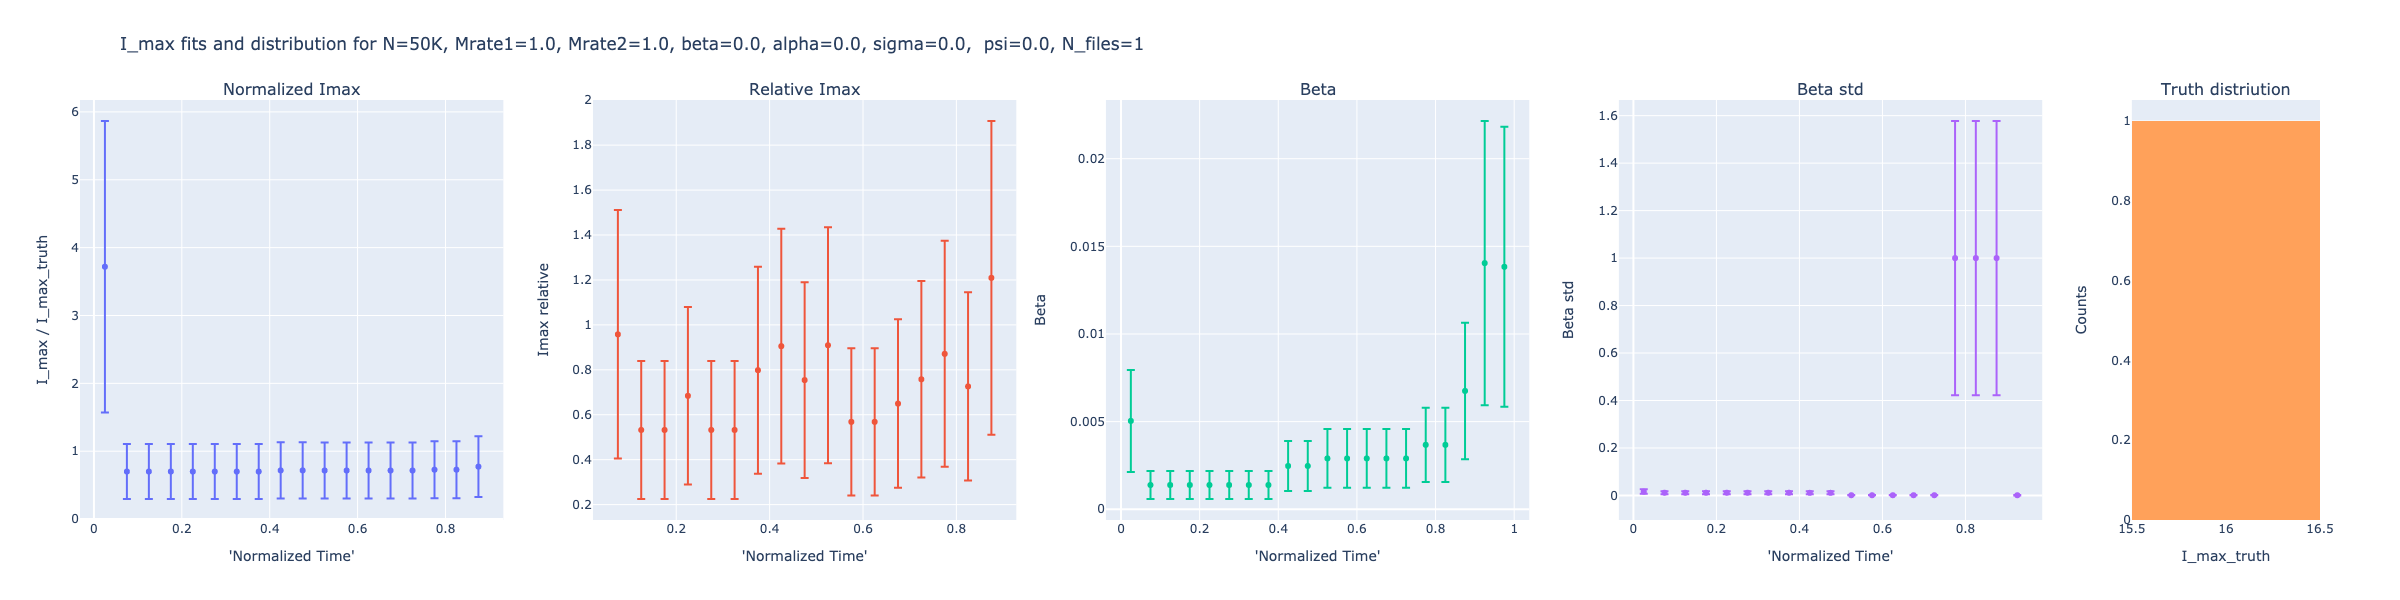 I_max fits and distribution for N=50K, Mrate1=1.0, Mrate2=1.0, beta=0.0, alpha=0.0, sigma=0.0,  psi=0.0, N_files=1
Normalized Imax
I_max / I_max_truth
6
5
4
3
2
1
0
0 0.2 0.4 0.6 0.8
'Normalized Time'
Relative Imax
Imax relative
2
1.8
1.6
1.4
1.2
1
0.8
0.6
0.4
0.2
0.2 0.4 0.6 0.8
'Normalized Time'
Beta
Beta
0.02
0.015
0.01
0.005
0
0 0.2 0.4 0.6 0.8 1
'Normalized Time'
Beta std
Beta std
1.6
1.4
1.2
1
0.8
0.6
0.4
0.2
0
0 0.2 0.4 0.6 0.8
'Normalized Time'
Truth distriution
Counts
1
0.8
0.6
0.4
0.2
0
15.5 16 16.5
I_max_truth